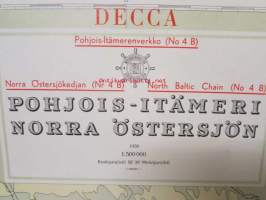 DECCA
Pohjois-Itämerenverkko (No 4 B)
Norra Östersjökedjan (Nr 4 B) North Baltic Chain (No 4 B)
POHJOIS-ITÄMERI
NORRA ÖSTERSJÖN
1:500 000